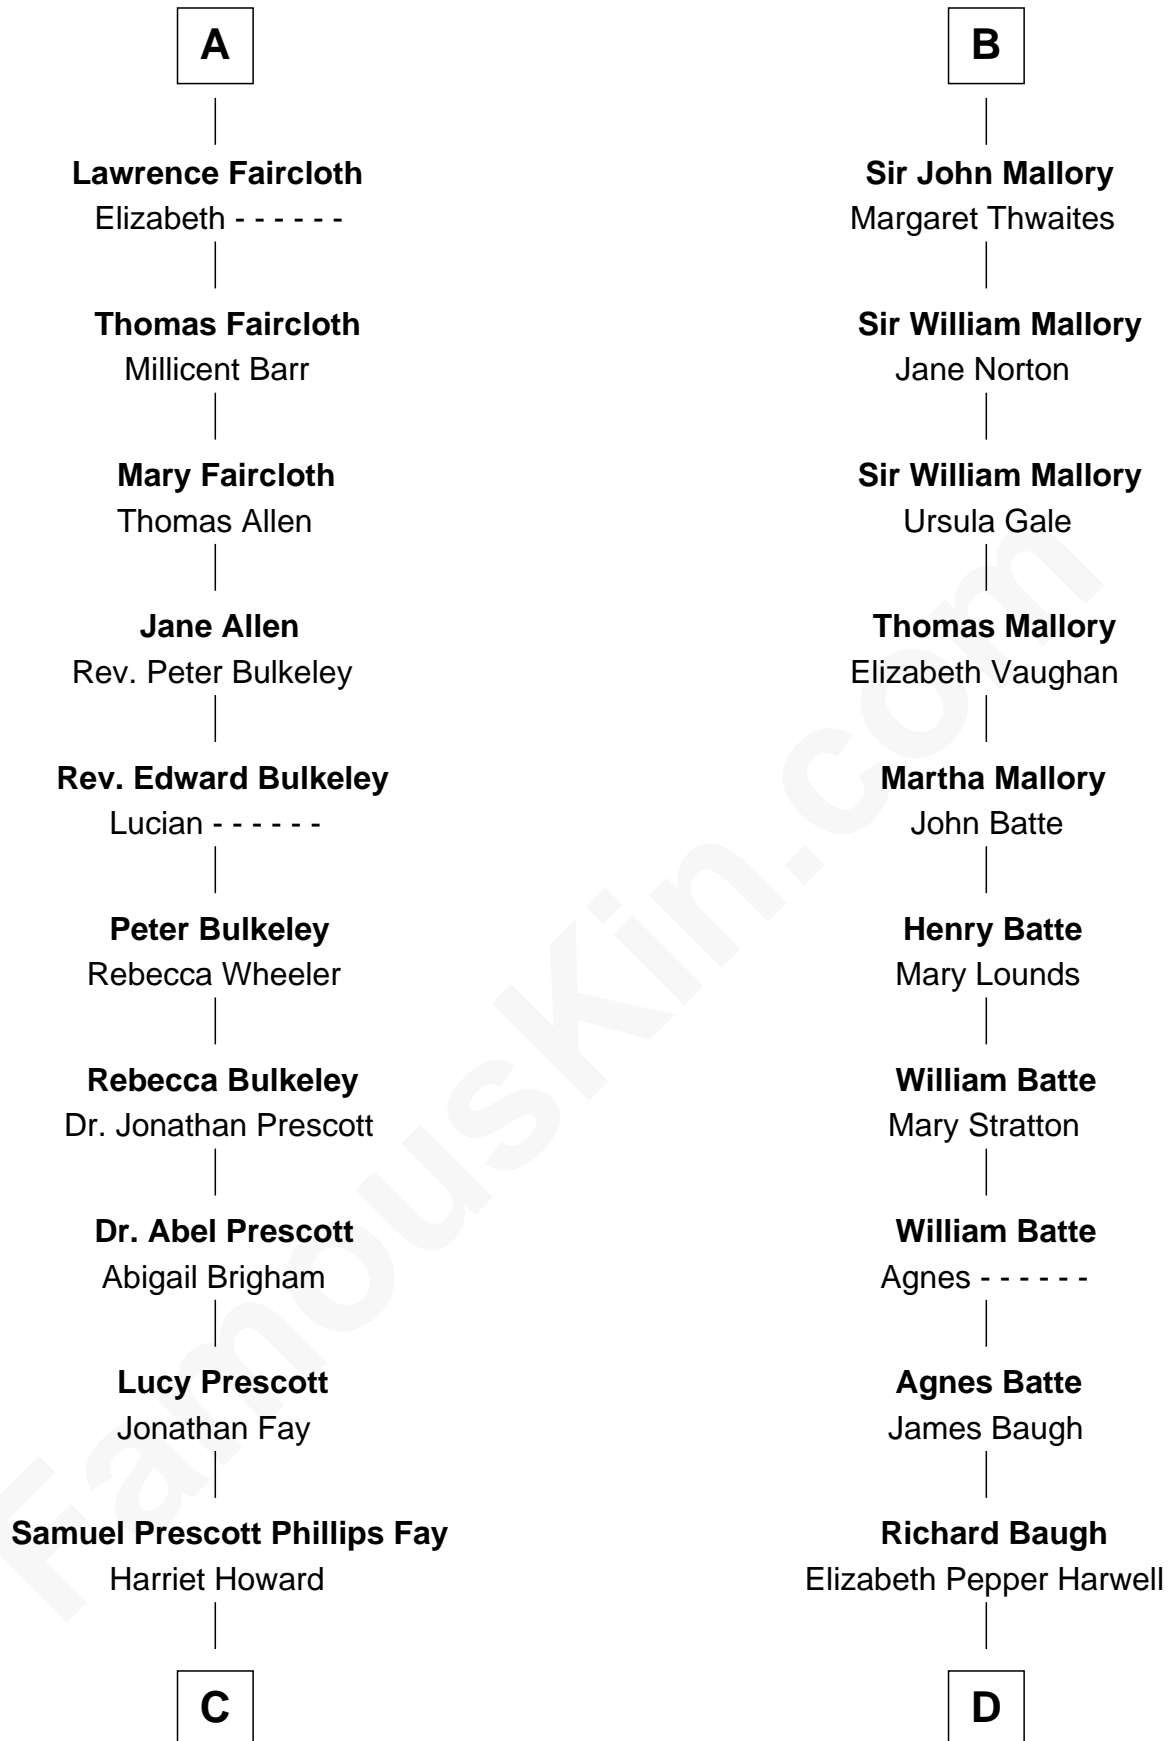 A
Lawrence Faircloth
Elizabeth - - - - - -
Thomas Faircloth
Millicent Barr
Mary Faircloth
Thomas Allen
Jane Allen
Rev. Peter Bulkeley
Rev. Edward Bulkeley
Lucian - - - - - -
Peter Bulkeley
Rebecca Wheeler
Rebecca Bulkeley
Dr. Jonathan Prescott
Dr. Abel Prescott
Abigail Brigham
Lucy Prescott
Jonathan Fay
Samuel Prescott Phillips Fay
Harriet Howard
C
B
Sir John Mallory
Margaret Thwaites
Sir William Mallory
Jane Norton
Sir William Mallory
Ursula Gale
Thomas Mallory
Elizabeth Vaughan
Martha Mallory
John Batte
Henry Batte
Mary Lounds
William Batte
Mary Stratton
William Batte
Agnes - - - - - -
Agnes Batte
James Baugh
Richard Baugh
Elizabeth Pepper Harwell
D
FamousKin.com